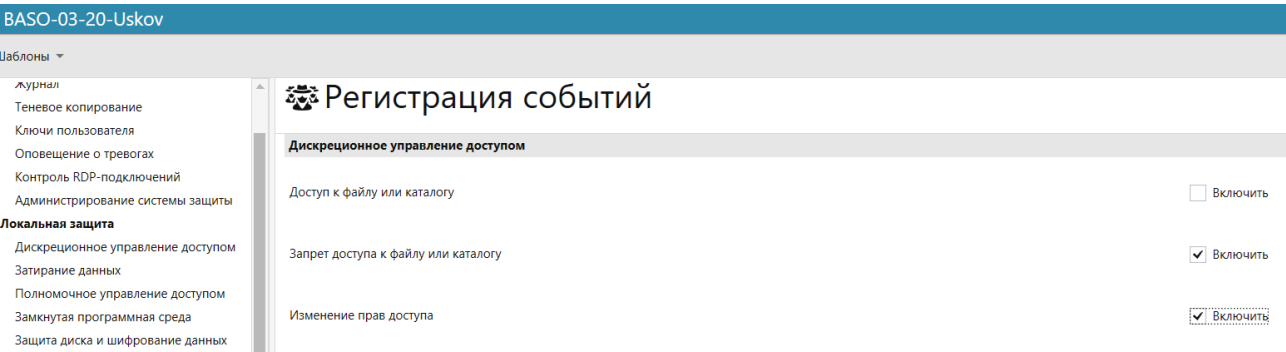 BASO-03-20-Uskov
Шаблоны
Журнал
Теневое копирование
Ключи пользователя
Оповещение о тревогах
Контроль RDP-подключений
Администрирование системы защиты
Локальная защита
Дискреционное управление доступом
Затирание данных
Полномочное управление доступом
Замкнутая программная среда
Защита диска и шифрование данных
Регистрация событий
Дискреционное управление доступом
Доступ к файлу или каталогу Включить
Запрет доступа к файлу или каталогу Включить
Изменение прав доступа Включить